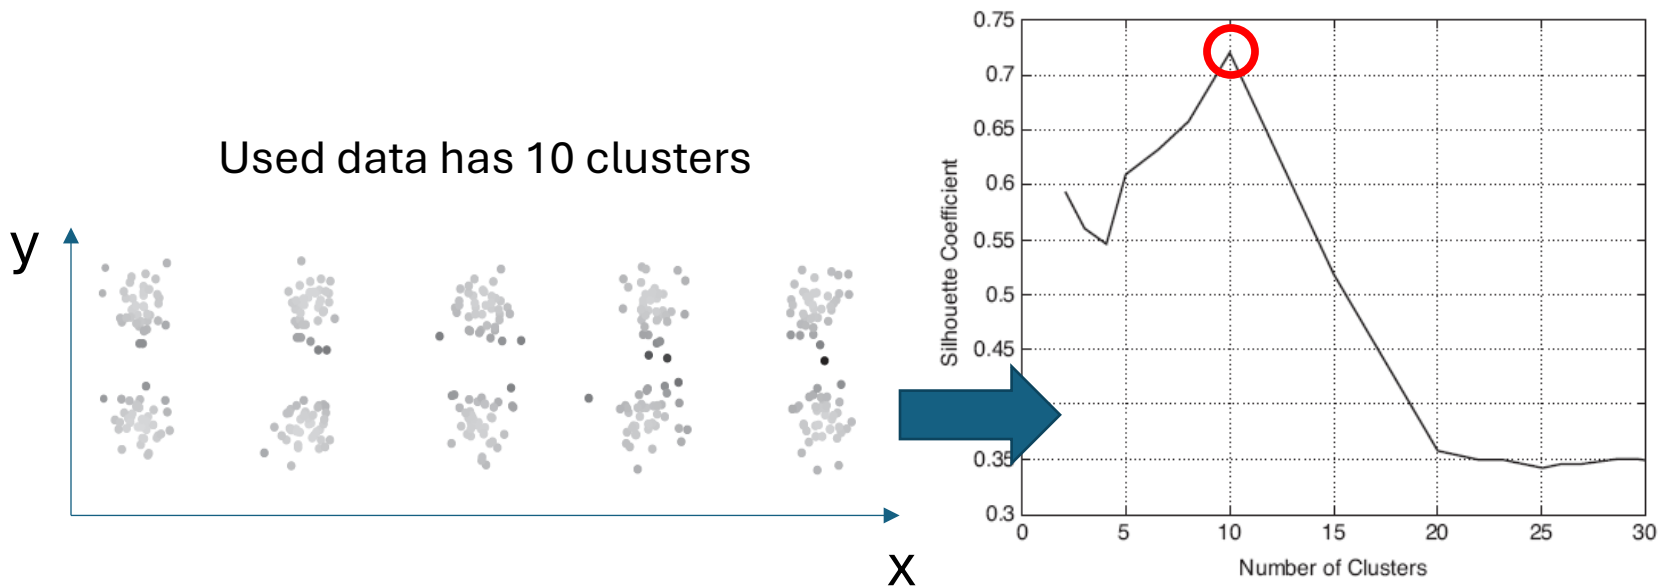 Used data has 10 clusters
y
x
Silhouette Coefficient
0.75
0.7
0.65
0.6
0.55
0.5
0.45
0.35
0.3
0 5 10 15 20 25 30
Number of Clusters